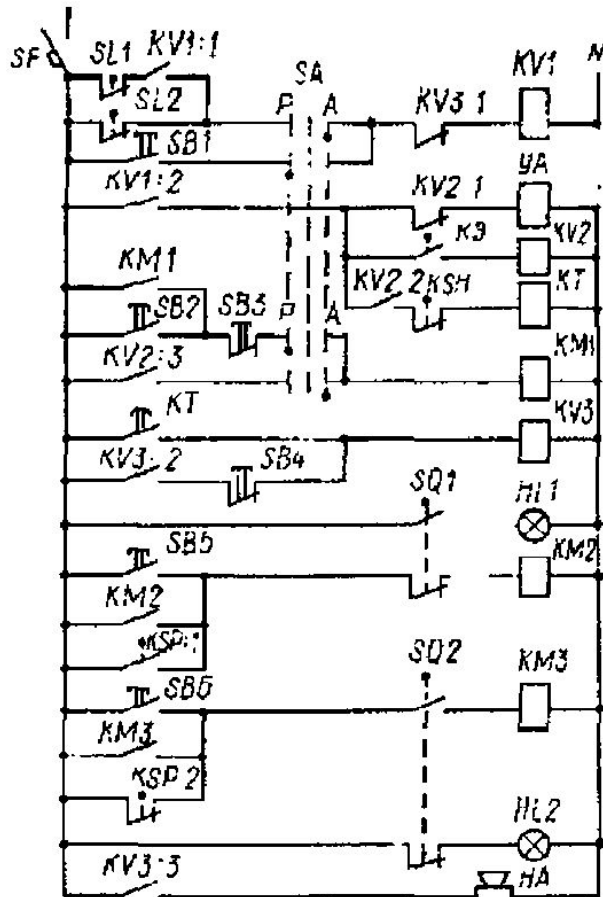 SF SL1 KV1:1 SA KV1 N
SL2 P A KV3 1
SB1
KV1:2 KV2 1 YA
KЭ KV2
KM1 KV2 2 KSH KT
SB2 SB3 P A
KV2:3 KM1
KT KV3
KV3:2 SB4 SQ1 HL1
SB5
KM2 KM2
KSP:1 SQ2 KM3
SB6
KM3
KSP 2 HL2
KV3:3 HA